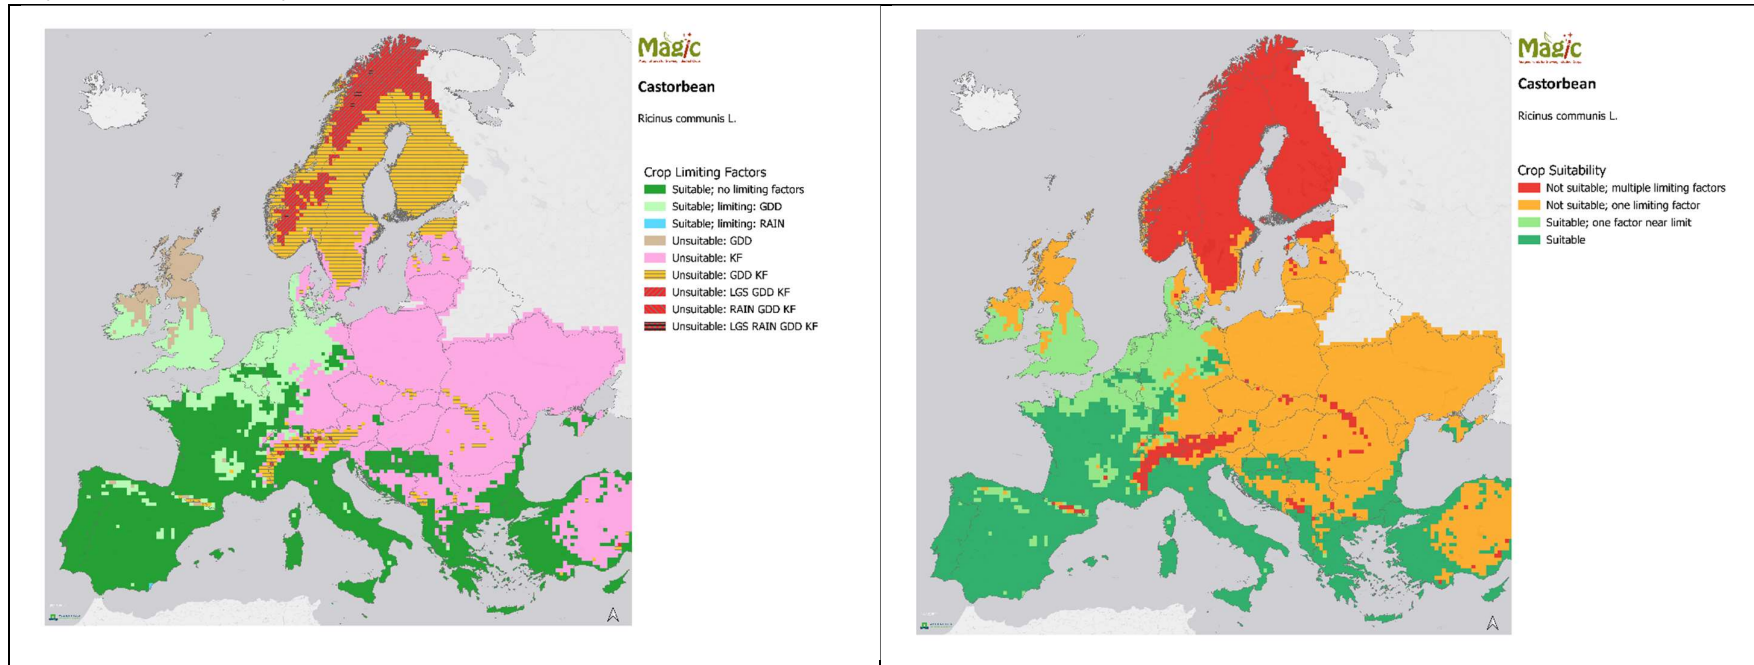 Magic
Castorbean
Ricinus communis L.
Crop Limiting Factors
Suitable; no limiting factors
Suitable; limiting: GDD
Suitable; limiting: RAIN
Unsuitable: GDD
Unsuitable: KF
Unsuitable: GDD KF
Unsuitable: LGS GDD KF
Unsuitable: RAIN GDD KF
Unsuitable: LGS RAIN GDD KF
Magic
Castorbean
Ricinus communis L.
Crop Suitability
Not suitable; multiple limiting factors
Not suitable; one limiting factor
Suitable; one factor near limit
Suitable